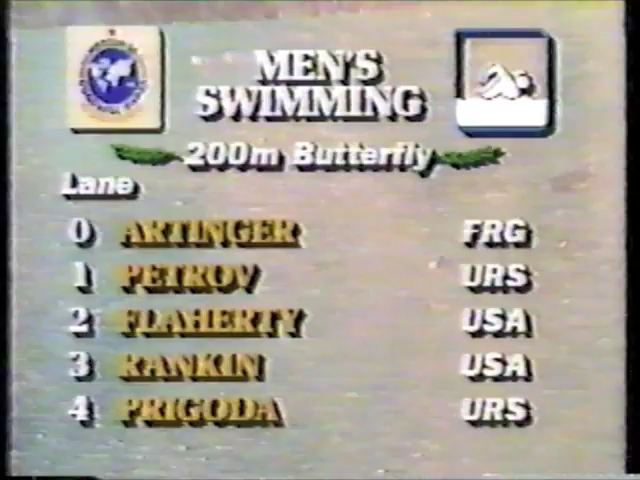 MEN'S
SWIMMING
200m Butterfly
Lane
0 ARTINGER FRG
1 PETROV URS
2 FLAHERTY USA
3 RANKIN USA
4 PRIGODA URS